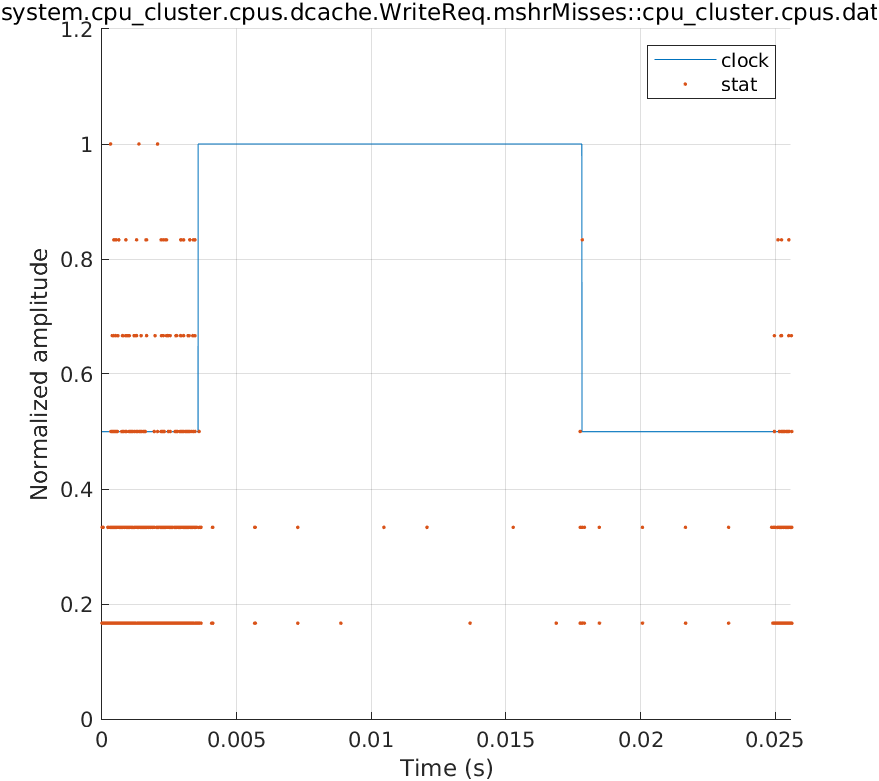 system.cpu_cluster.cpus.dcache.WriteReq.mshrMisses::cpu_cluster.cpus.dat
1.2
clock
stat
1
0.8
0.6
0.4
0.2
0
Normalized amplitude
0 0.005 0.01 0.015 0.02 0.025
Time (s)